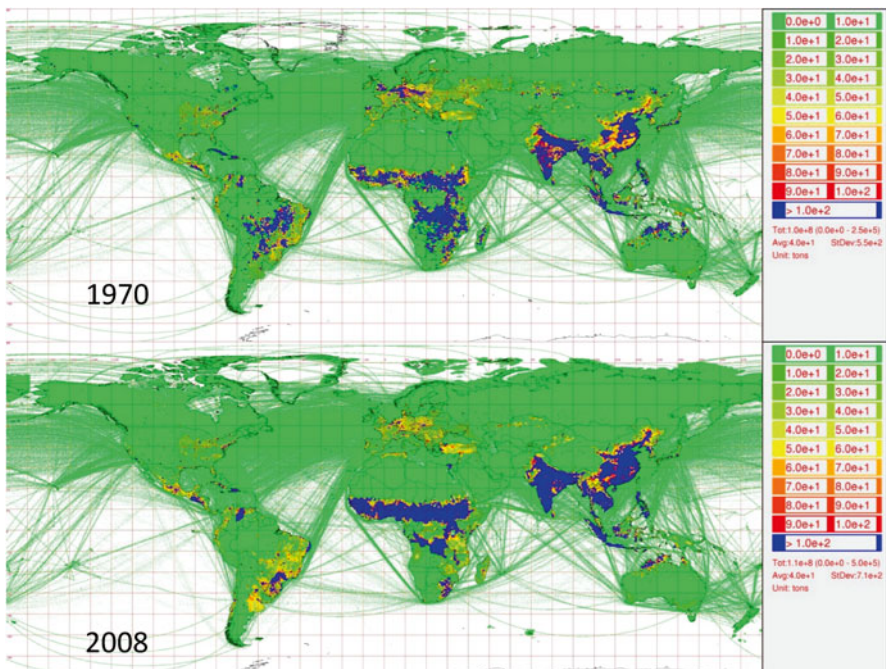 0.0e+0 1.0e+1
1.0e+1 2.0e+1
2.0e+1 3.0e+1
3.0e+1 4.0e+1
4.0e+1 5.0e+1
5.0e+1 6.0e+1
6.0e+1 7.0e+1
7.0e+1 8.0e+1
8.0e+1 9.0e+1
9.0e+1 1.0e+2
> 1.0e+2
Tot:1.0e+8 (0.0e+0 - 2.5e+5)
Avg:4.0e+1 StDev:5.5e+2
Unit: tons
1970
0.0e+0 1.0e+1
1.0e+1 2.0e+1
2.0e+1 3.0e+1
3.0e+1 4.0e+1
4.0e+1 5.0e+1
5.0e+1 6.0e+1
6.0e+1 7.0e+1
7.0e+1 8.0e+1
8.0e+1 9.0e+1
9.0e+1 1.0e+2
> 1.0e+2
Tot:1.1e+8 (0.0e+0 - 5.0e+5)
Avg:4.0e+1 StDev:7.1e+2
Unit: tons
2008